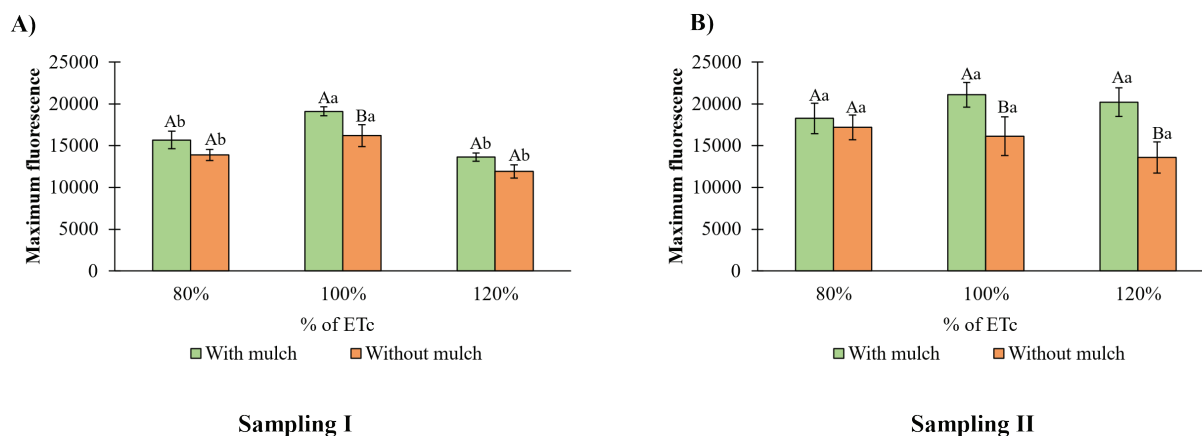 A)
Maximum fluorescence
25000
20000
15000
10000
5000
0
Ab
Ab
Aa
Ba
Ab
Ab
80%
100%
120%
% of ETc
With mulch
Without mulch
Sampling I
B)
Maximum fluorescence
25000
20000
15000
10000
5000
0
Aa
Aa
Aa
Ba
Aa
Ba
80%
100%
120%
% of ETc
With mulch
Without mulch
Sampling II